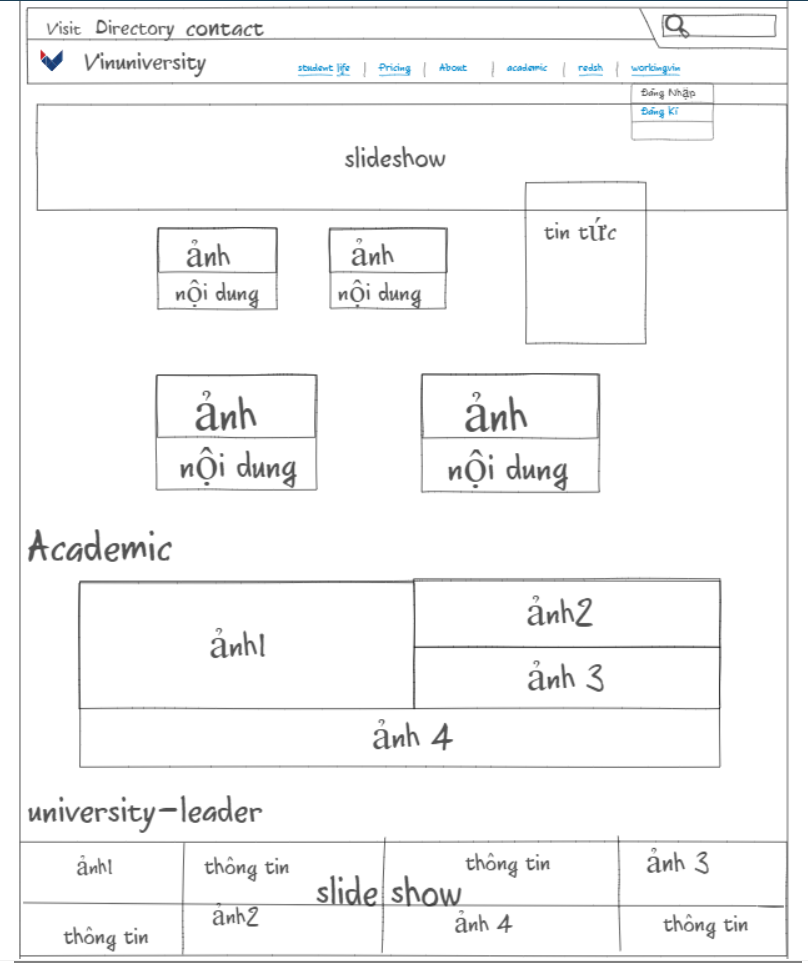 Visit Directory contact
Vinuniversity
student life | Pricing | About | academic | redsh | workingvin
Đăng Nhập
Đăng Kí
slideshow
tin tức
ảnh ảnh
nội dung nội dung
ảnh ảnh
nội dung nội dung
Academic
ảnh1
ảnh2
ảnh 3
ảnh 4
university-leader
ảnh1 thông tin thông tin ảnh 3
slide show
thông tin ảnh2 ảnh 4 thông tin